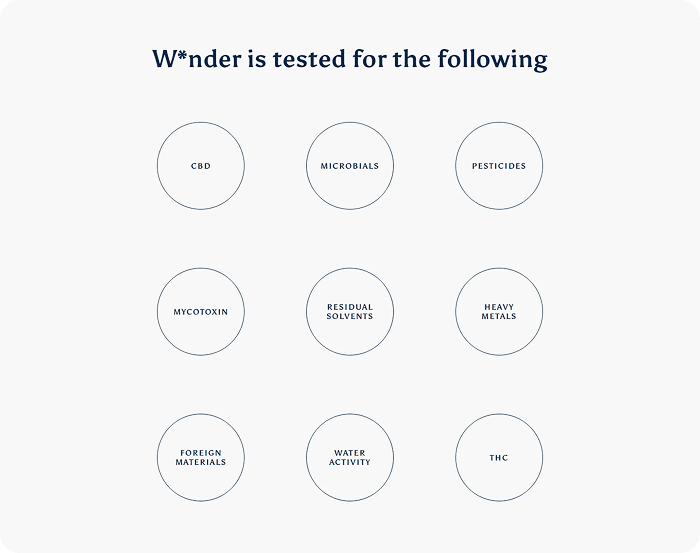 W*nder is tested for the following
CBD
MICROBIALS
PESTICIDES
MYCOTOXIN
RESIDUAL
SOLVENTS
HEAVY
METALS
FOREIGN
MATERIALS
WATER
ACTIVITY
THC